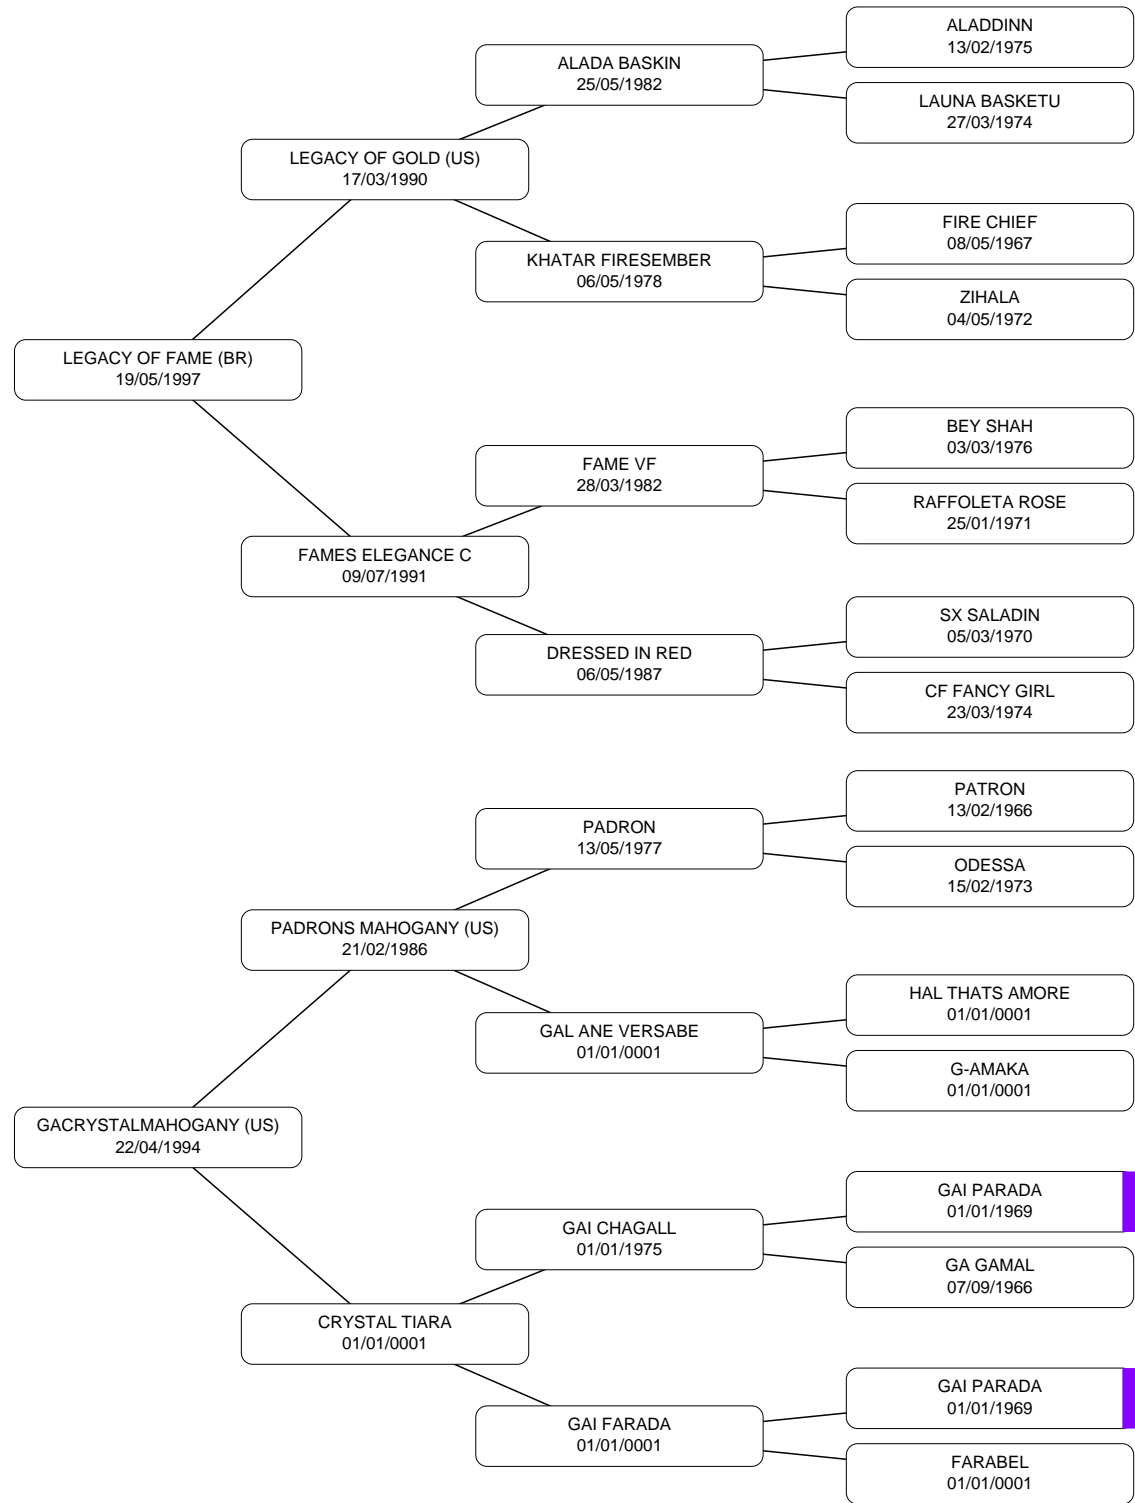 ALADDINN
13/02/1975
ALADA BASKIN
25/05/1982
LAUNA BASKETU
27/03/1974
LEGACY OF GOLD (US)
17/03/1990
FIRE CHIEF
08/05/1967
KHATAR FIRESEMBER
06/05/1978
ZIHALA
04/05/1972
LEGACY OF FAME (BR)
19/05/1997
BEY SHAH
03/03/1976
FAME VF
28/03/1982
RAFFOLETA ROSE
25/01/1971
FAMES ELEGANCE C
09/07/1991
SX SALADIN
05/03/1970
DRESSED IN RED
06/05/1987
CF FANCY GIRL
23/03/1974
PATRON
13/02/1966
PADRON
13/05/1977
ODESSA
15/02/1973
PADRONS MAHOGANY (US)
21/02/1986
HAL THATS AMORE
01/01/0001
GAL ANE VERSABE
01/01/0001
G-AMAKA
01/01/0001
GACRYSTALMAHOGANY (US)
22/04/1994
GAI PARADA
01/01/1969
GAI CHAGALL
01/01/1975
GA GAMAL
07/09/1966
CRYSTAL TIARA
01/01/0001
GAI PARADA
01/01/1969
GAI FARADA
01/01/0001
FARABEL
01/01/0001